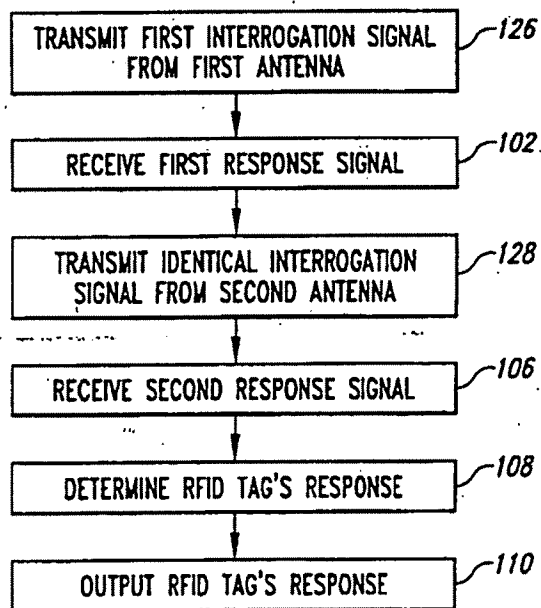 TRANSMIT FIRST INTERROGATION SIGNAL
FROM FIRST ANTENNA
126
RECEIVE FIRST RESPONSE SIGNAL
102
TRANSMIT IDENTICAL INTERROGATION
SIGNAL FROM SECOND ANTENNA
128
RECEIVE SECOND RESPONSE SIGNAL
106
DETERMINE RFID TAG'S RESPONSE
108
OUTPUT RFID TAG'S RESPONSE
110